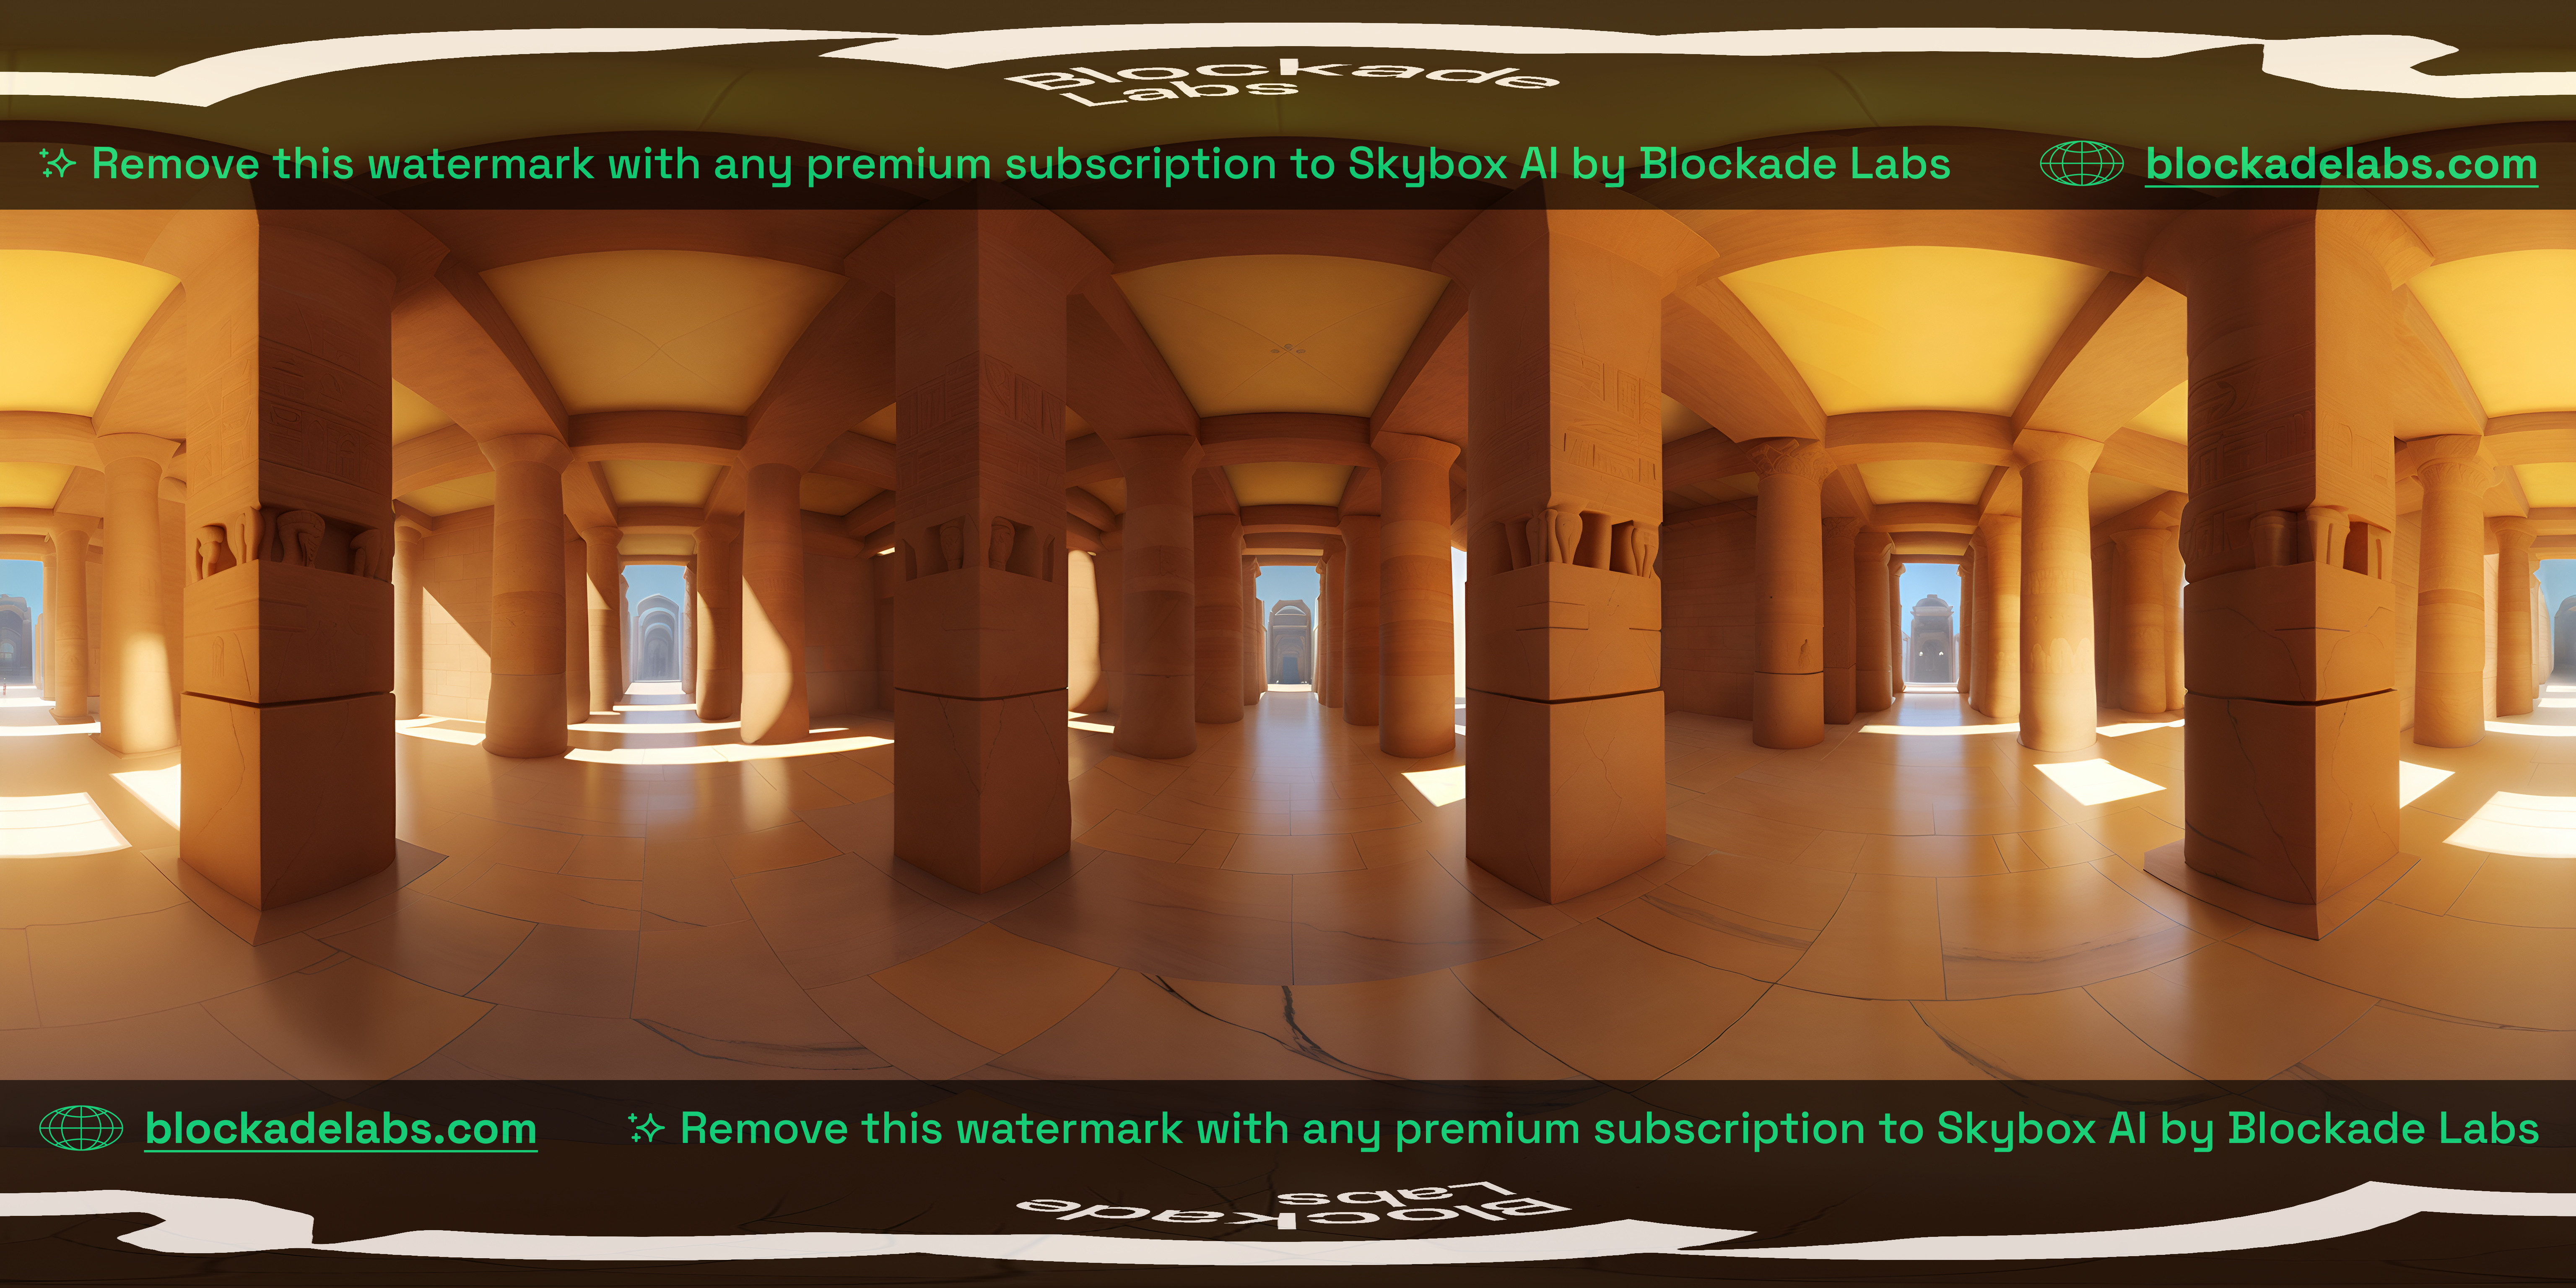 Blockade
Labs
Remove this watermark with any premium subscription to Skybox AI by Blockade Labs
blockadelabs.com
blockadelabs.com
Remove this watermark with any premium subscription to Skybox AI by Blockade Labs
Labs
Blockade